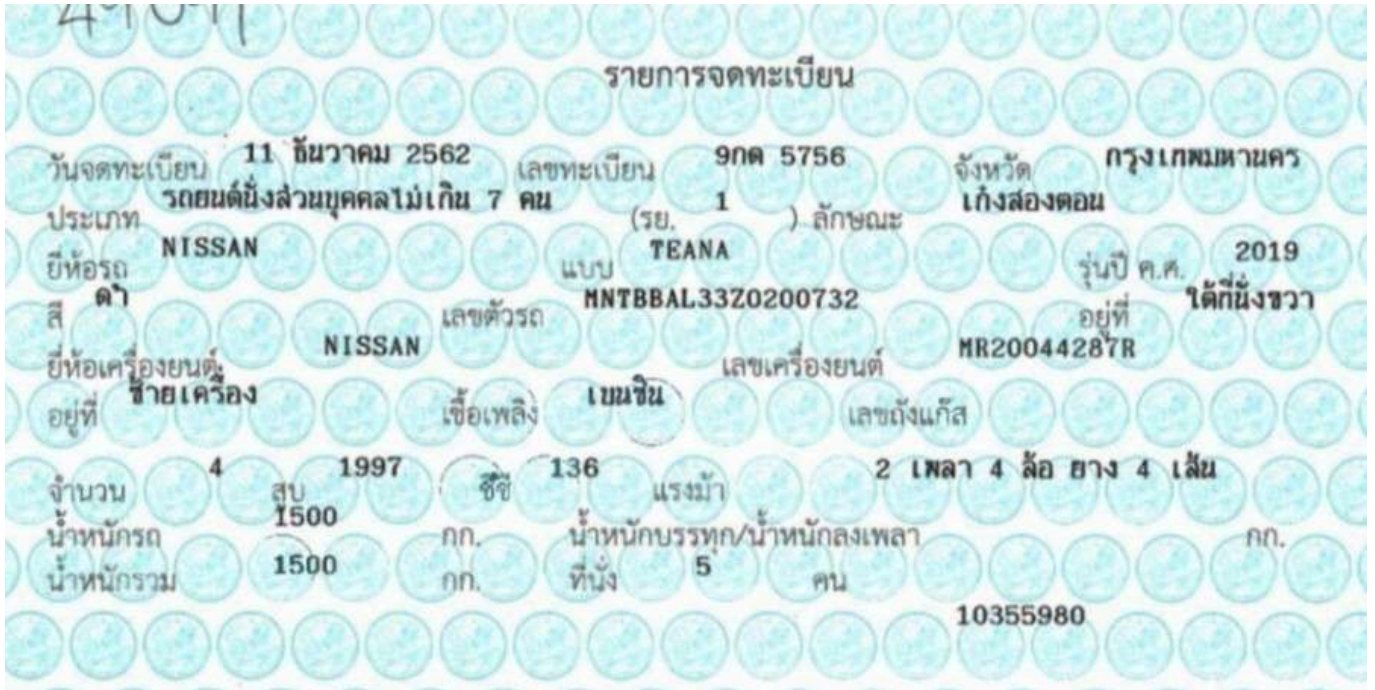 รายการจดทะเบียน
วันจดทะเบียน 11 ธันวาคม 2562 เลขทะเบียน 9กด 5756 จังหวัด กรุงเทพมหานคร
ประเภท รถยนต์นั่งส่วนบุคคลไม่เกิน 7 คน (รย. 1 ) ลักษณะ เก๋งสองตอน
ยี่ห้อรถ NISSAN แบบ TEANA รุ่นปี ค.ศ. 2019
สี ดำ เลขตัวรถ MNTBBAL33Z0200732 อยู่ที่ ใต้ที่นั่งขวา
ยี่ห้อเครื่องยนต์ NISSAN เลขเครื่องยนต์ MR20044287R
อยู่ที่ ซ้ายเครื่อง เชื้อเพลิง เบนซิน เลขถังแก๊ส
จำนวน 4 สูบ 1997 ซีซี 136 แรงม้า 2 เพลา 4 ล้อ ยาง 4 เส้น
น้ำหนักรถ 1500 กก. น้ำหนักบรรทุก/น้ำหนักลงเพลา กก.
น้ำหนักรวม 1500 กก. ที่นั่ง 5 คน
10355980